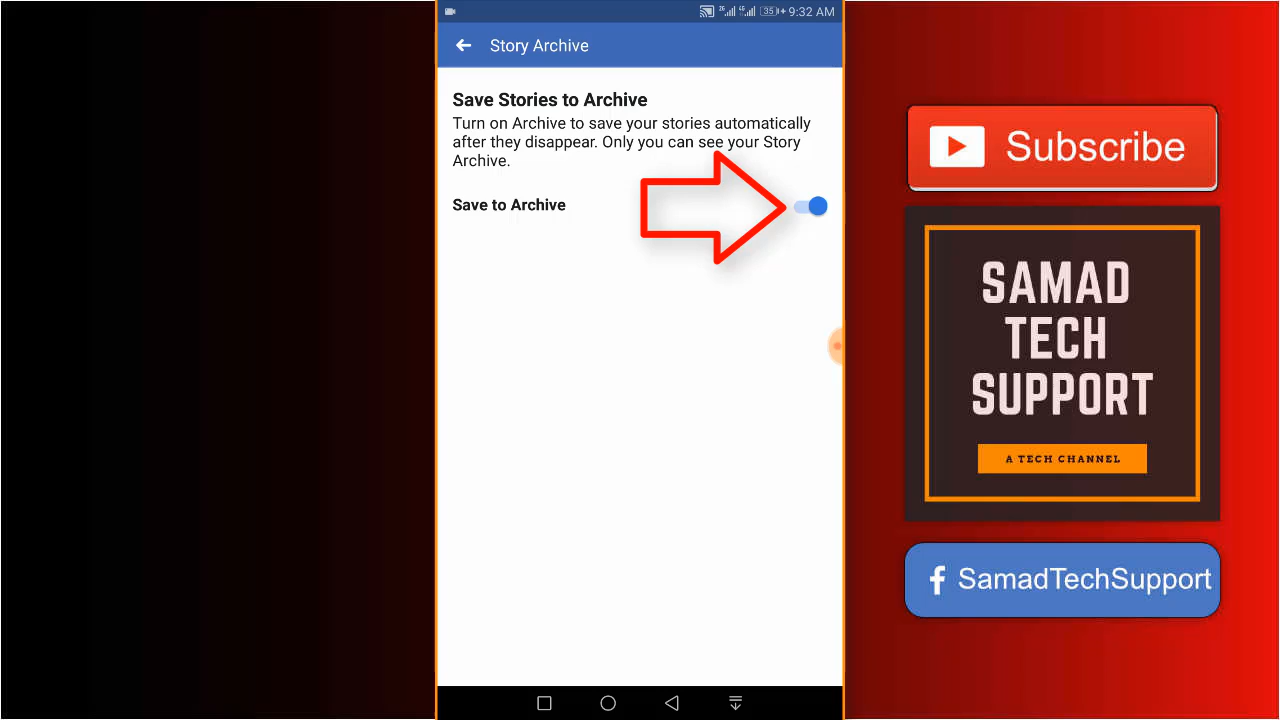 35 9:32 AM
Story Archive
Save Stories to Archive
Turn on Archive to save your stories automatically
after they disappear. Only you can see your Story
Archive.
Save to Archive
Subscribe
SAMAD
TECH
SUPPORT
A TECH CHANNEL
f SamadTechSupport